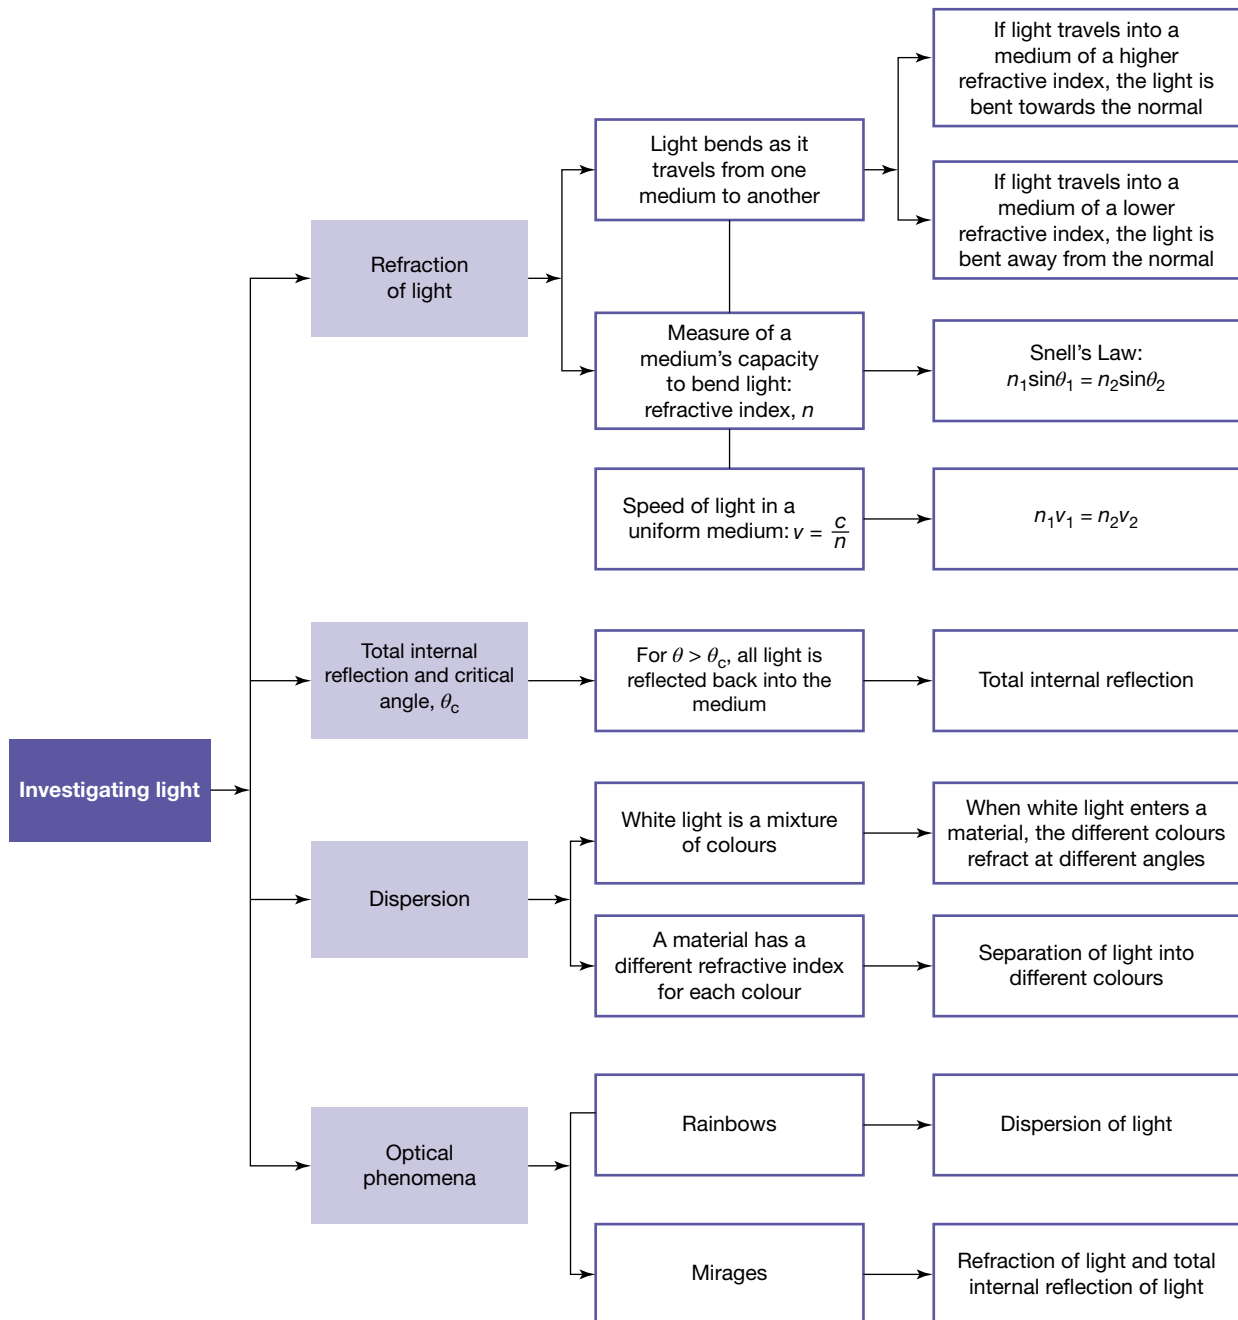 Investigating light
Refraction
of light
Light bends as it
travels from one
medium to another
If light travels into a
medium of a higher
refractive index, the light is
bent towards the normal
If light travels into a
medium of a lower
refractive index, the light is
bent away from the normal
Measure of a
medium’s capacity
to bend light:
refractive index, n
Snell’s Law:
n₁sinθ₁ = n₂sinθ₂
Speed of light in a
uniform medium: v = c/n
n₁v₁ = n₂v₂
Total internal
reflection and critical
angle, θc
For θ > θc, all light is
reflected back into the
medium
Total internal reflection
Dispersion
White light is a mixture
of colours
When white light enters a
material, the different colours
refract at different angles
A material has a
different refractive index
for each colour
Separation of light into
different colours
Optical
phenomena
Rainbows
Dispersion of light
Mirages
Refraction of light and total
internal reflection of light